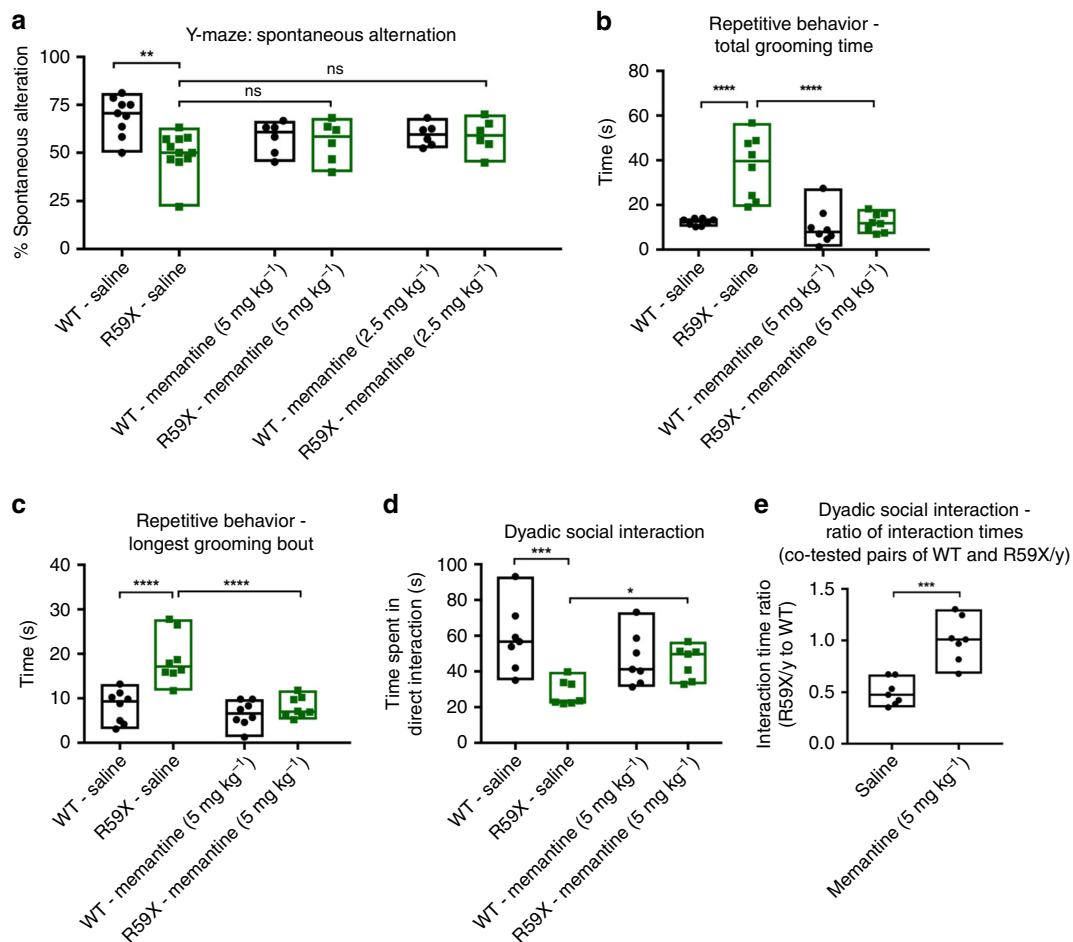 a
Y-maze: spontaneous alternation
% Spontaneous alteration
100
75
50
25
0
**
ns
ns
WT - saline
R59X - saline
WT - memantine (5 mg kg⁻¹)
R59X - memantine (5 mg kg⁻¹)
WT - memantine (2.5 mg kg⁻¹)
R59X - memantine (2.5 mg kg⁻¹)
b
Repetitive behavior -
total grooming time
Time (s)
80
60
40
20
0
****
****
WT - saline
R59X - saline
WT - memantine (5 mg kg⁻¹)
R59X - memantine (5 mg kg⁻¹)
c
Repetitive behavior -
longest grooming bout
Time (s)
40
30
20
10
0
****
****
WT - saline
R59X - saline
WT - memantine (5 mg kg⁻¹)
R59X - memantine (5 mg kg⁻¹)
d
Dyadic social interaction
Time spent in
direct interaction (s)
100
80
60
40
20
0
***
*
WT - saline
R59X - saline
WT - memantine (5 mg kg⁻¹)
R59X - memantine (5 mg kg⁻¹)
e
Dyadic social interaction -
ratio of interaction times
(co-tested pairs of WT and R59X/y)
Interaction time ratio
(R59X/y to WT)
1.5
1.0
0.5
0.0
***
Saline
Memantine (5 mg kg⁻¹)